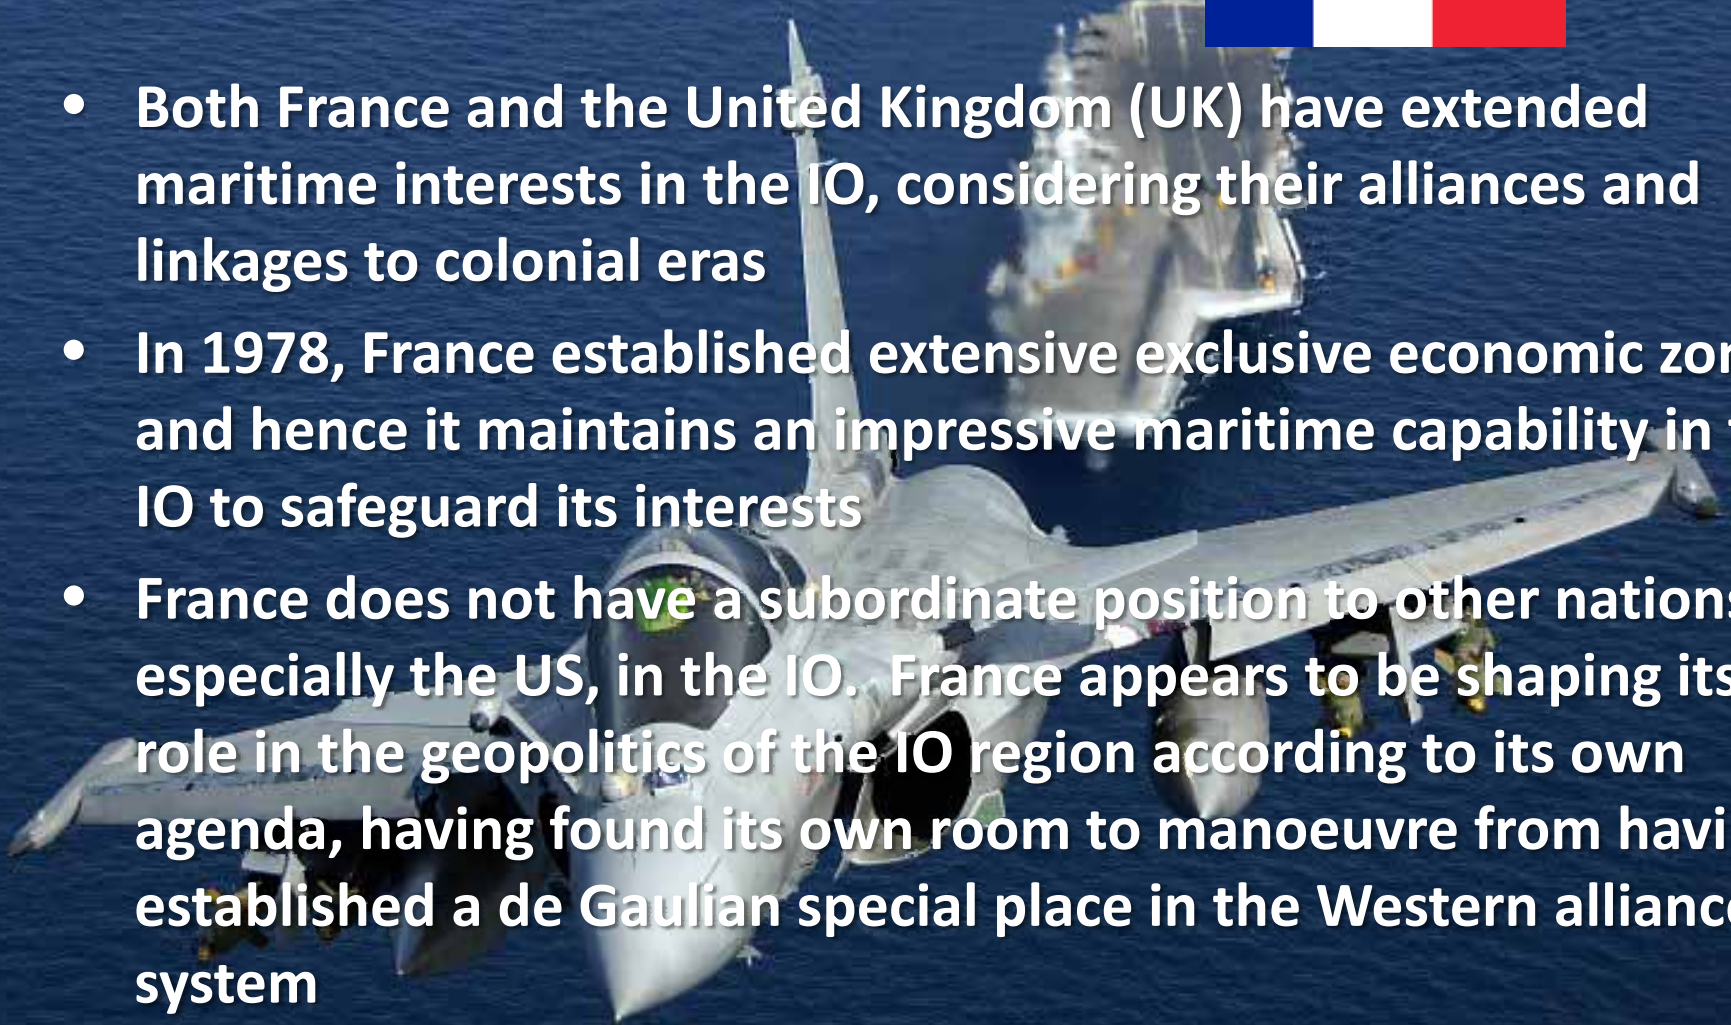 • Both France and the United Kingdom (UK) have extended
maritime interests in the IO, considering their alliances and
linkages to colonial eras
• In 1978, France established extensive exclusive economic
and hence it maintains an impressive maritime capability in
IO to safeguard its interests
• France does not have a subordinate position to other nations
especially the US, in the IO. France appears to be shaping its
role in the geopolitics of the IO region according to its own
agenda, having found its own room to manoeuvre from
established a de Gaulian special place in the Western alliance
system